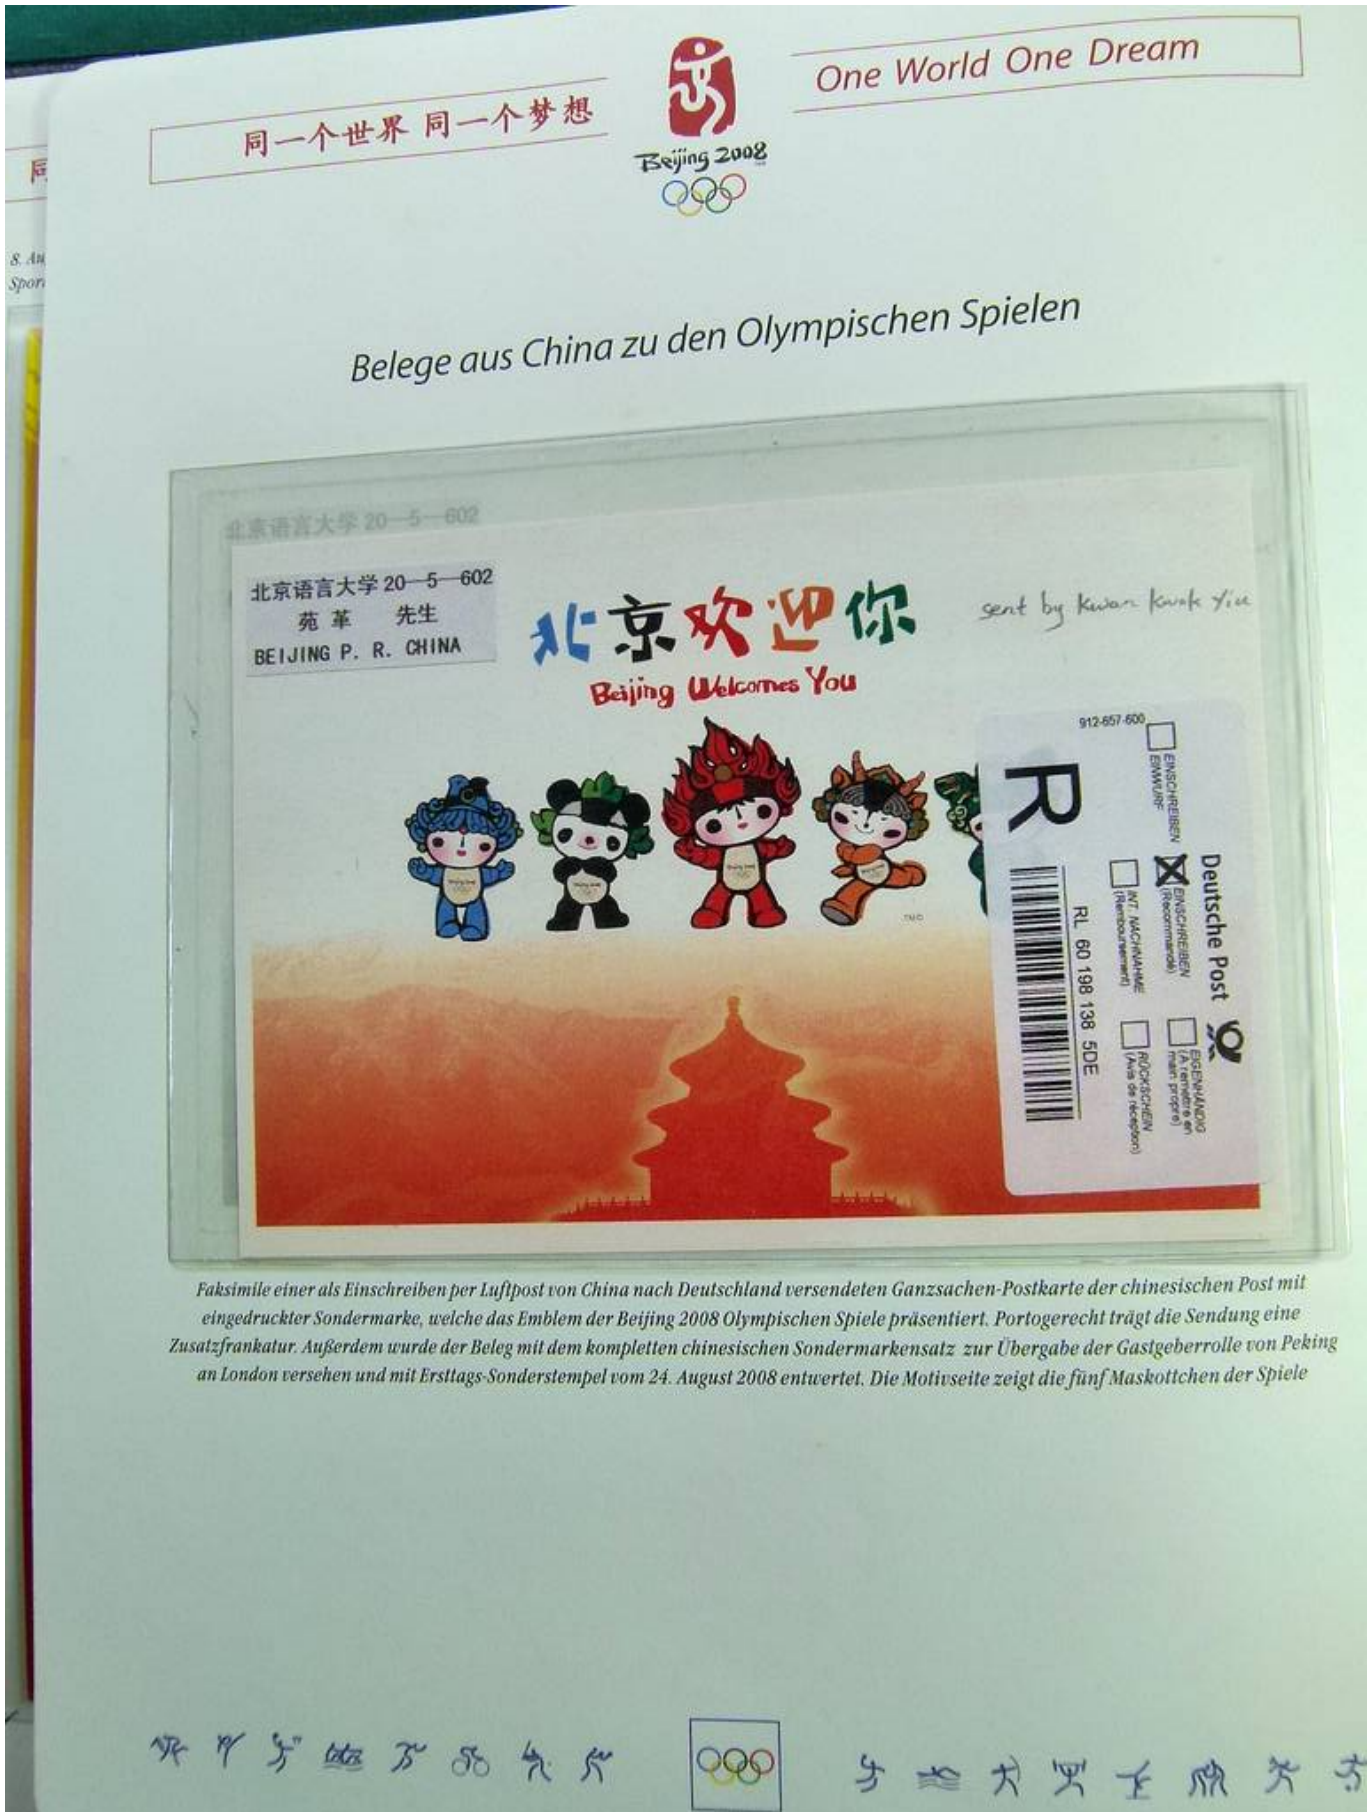 同一个世界 同一个梦想
Beijing 2008
One World One Dream
同
8. Au
Spor
Belege aus China zu den Olympischen Spielen
北京语言大学 20—5—602
北京语言大学 20—5—602
苑 革 先生
BEIJING P. R. CHINA
北京欢迎你
Beijing Welcomes You
sent by Kwan Kwok Yiu
912-657-600
R
RL 60 198 138 5DE
Deutsche Post
EINSCHREIBEN
EINWURF
EINSCHREIBEN
(Recommandé)
EIGENHÄNDIG
(A remettre en
main propre)
INT. NACHNAHME
(Remboursement)
RÜCKSCHEIN
(Avis de réception)
Faksimile einer als Einschreiben per Luftpost von China nach Deutschland versendeten Ganzsachen-Postkarte der chinesischen Post mit
eingedruckter Sondermarke, welche das Emblem der Beijing 2008 Olympischen Spiele präsentiert. Portogerecht trägt die Sendung eine
Zusatzfrankatur. Außerdem wurde der Beleg mit dem kompletten chinesischen Sondermarkensatz zur Übergabe der Gastgeberrolle von Peking
an London versehen und mit Ersttags-Sonderstempel vom 24. August 2008 entwertet. Die Motivseite zeigt die fünf Maskottchen der Spiele